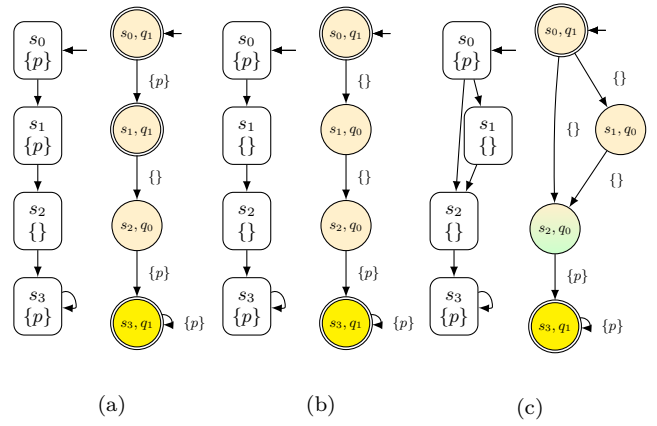 s₀
{p}
s₁
{p}
s₂
{}
s₃
{p}
s₀, q₁
{p}
s₁, q₁
{}
s₂, q₀
{p}
s₃, q₁
{p}
(a)
s₀
{p}
s₁
{}
s₂
{}
s₃
{p}
s₀, q₁
{}
s₁, q₀
{}
s₂, q₀
{p}
s₃, q₁
{p}
(b)
s₀
{p}
s₁
{}
s₂
{}
s₃
{p}
s₀, q₁
{}
{}
s₁, q₀
{}
s₂, q₀
{p}
s₃, q₁
{p}
(c)